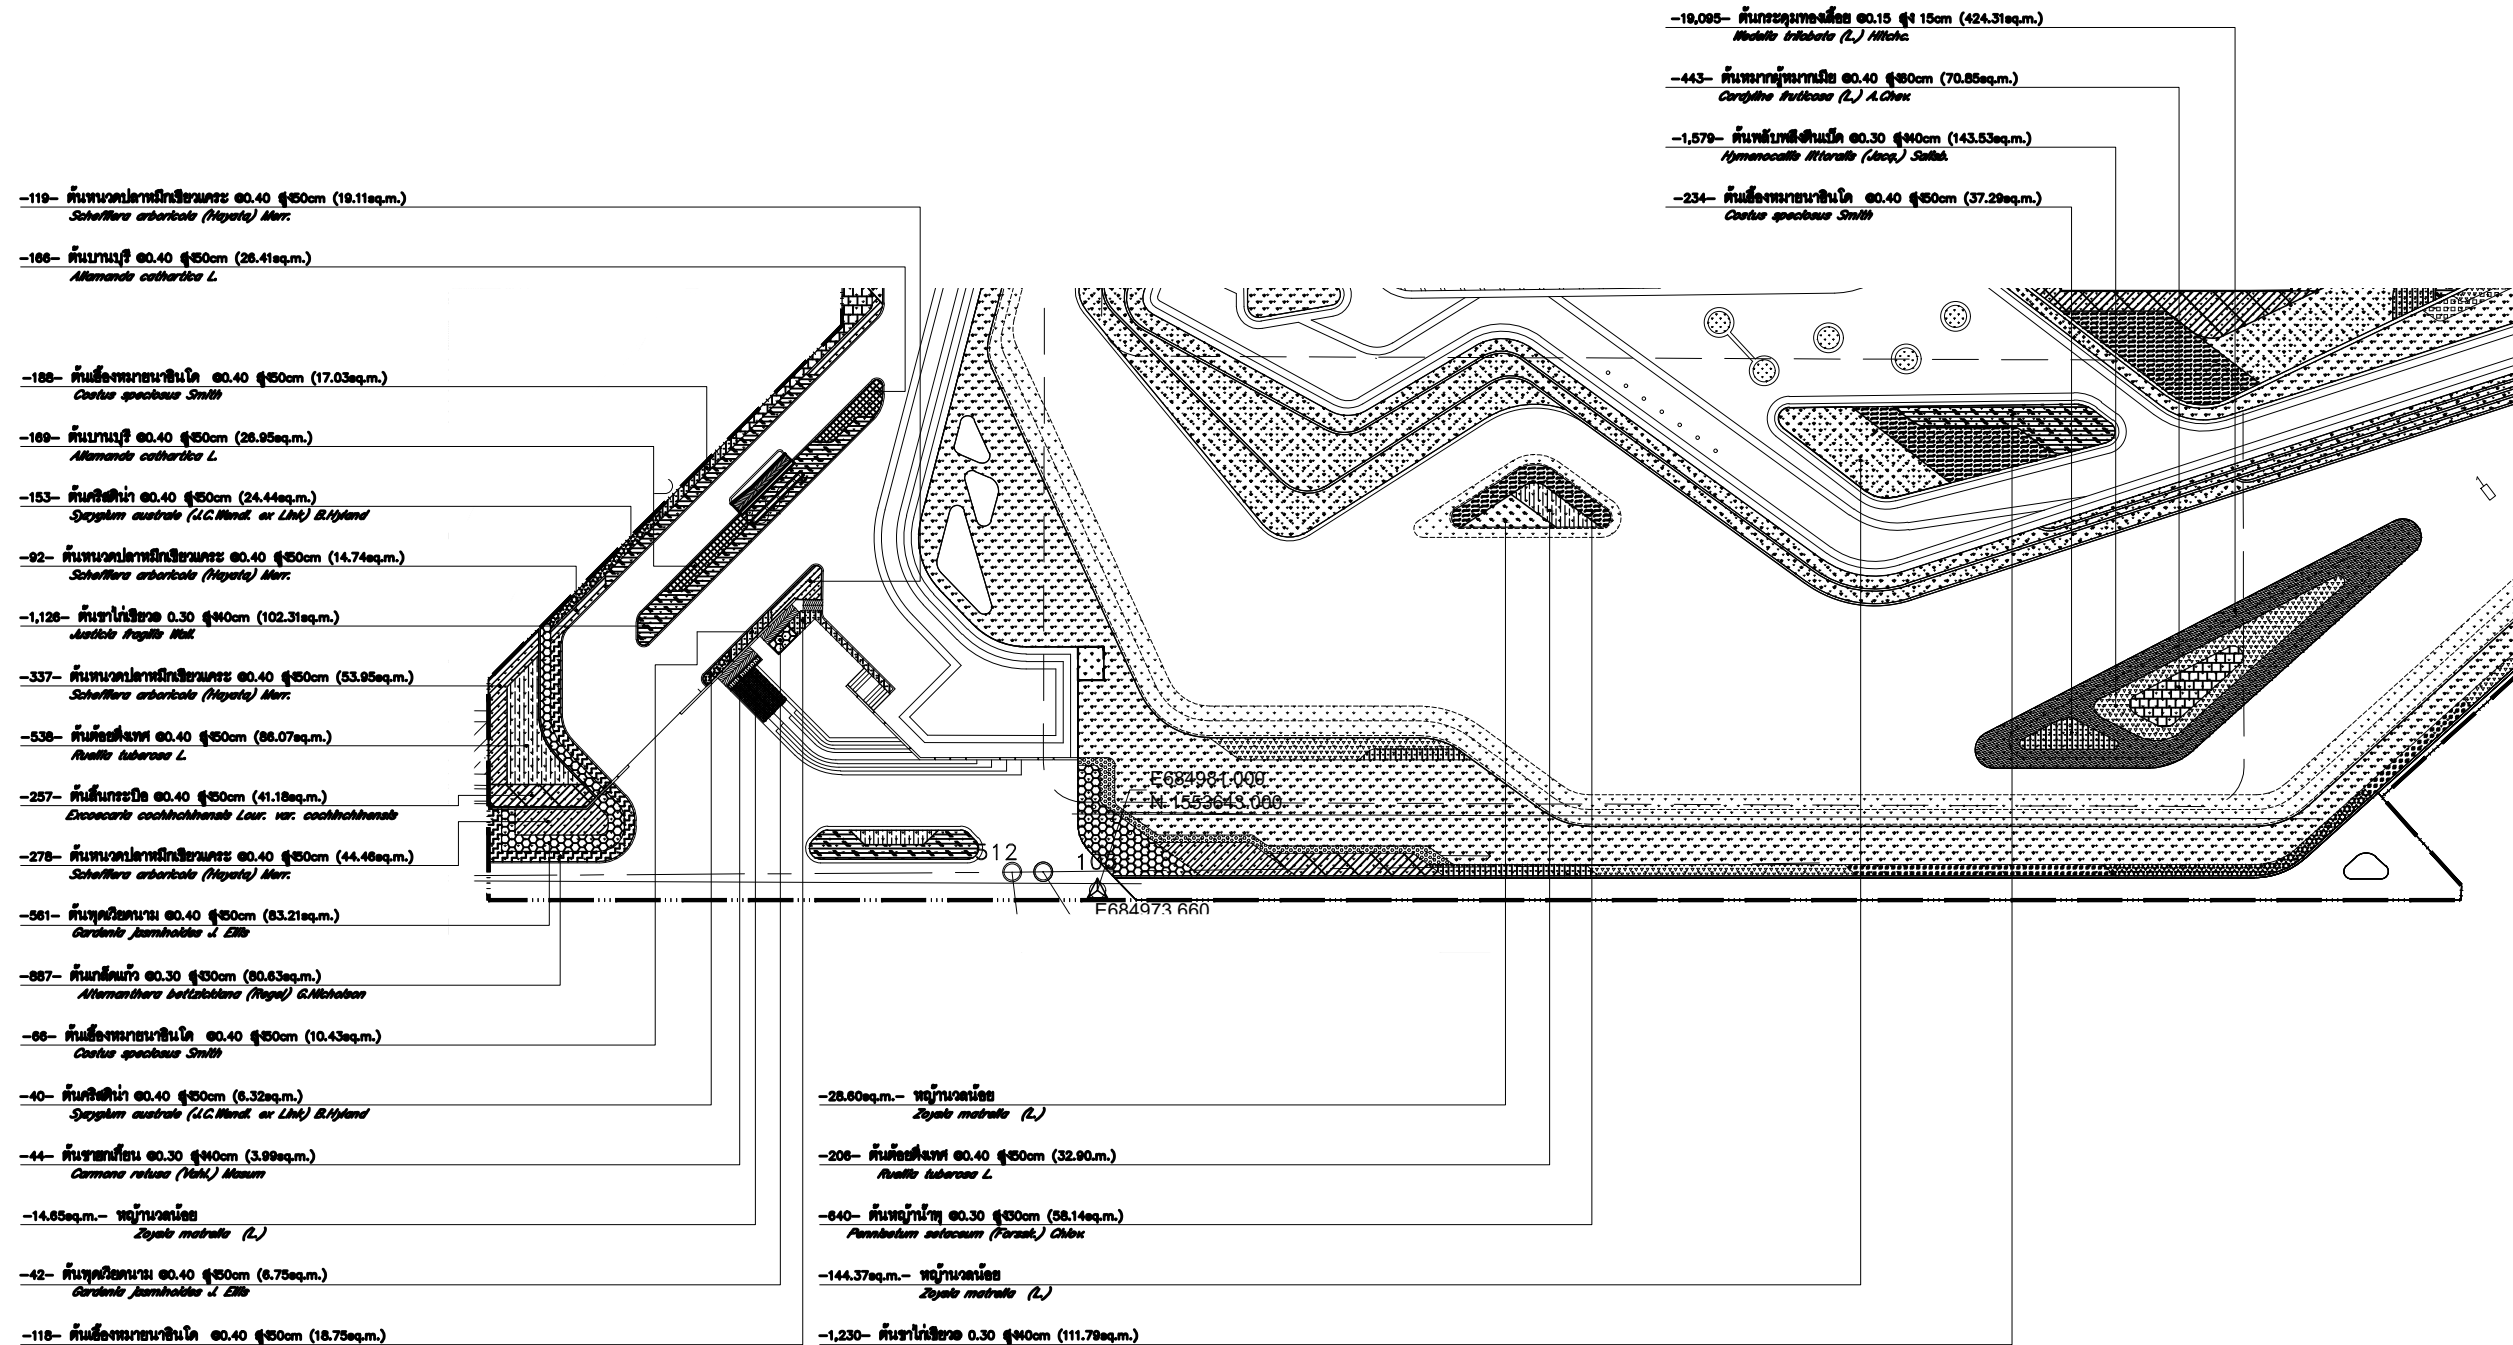 -19,095- ต้นกระดุมทองเลื้อย @0.15 สูง 15cm (424.31sq.m.)
Wedelia trilobata (L.) Hitchc.
-443- ต้นหมากผู้หมากเมีย @0.40 สูง60cm (70.85sq.m.)
Cordyline fruticosa (L.) A.Chev.
-1,579- ต้นพลับพลึงตีนเป็ด @0.30 สูง40cm (143.53sq.m.)
Hymenocallis littoralis (Jacq.) Salisb.
-234- ต้นเอื้องหมายนาอินโด @0.40 สูง50cm (37.29sq.m.)
Costus speciosus Smith
-119- ต้นหนวดปลาหมึกเขียวแคระ @0.40 สูง50cm (19.11sq.m.)
Schefflera arboricola (Hayata) Merr.
-166- ต้นบานบุรี @0.40 สูง50cm (26.41sq.m.)
Allamanda cathartica L.
-188- ต้นเอื้องหมายนาอินโด @0.40 สูง50cm (17.03sq.m.)
Costus speciosus Smith
-169- ต้นบานบุรี @0.40 สูง50cm (26.95sq.m.)
Allamanda cathartica L.
-153- ต้นคริสติน่า @0.40 สูง50cm (24.44sq.m.)
Syzygium australe (J.C.Wendl. ex Link) B.Hyland
-92- ต้นหนวดปลาหมึกเขียวแคระ @0.40 สูง50cm (14.74sq.m.)
Schefflera arboricola (Hayata) Merr.
-1,126- ต้นขาไก่เขียว@ 0.30 สูง40cm (102.31sq.m.)
Justicia fragilis Wall.
-337- ต้นหนวดปลาหมึกเขียวแคระ @0.40 สูง50cm (53.95sq.m.)
Schefflera arboricola (Hayata) Merr.
-538- ต้นต้อยติ่งเทศ @0.40 สูง50cm (86.07sq.m.)
Ruellia tuberosa L.
-257- ต้นลิ้นกระบือ @0.40 สูง50cm (41.18sq.m.)
Excoecaria cochinchinensis Lour. var. cochinchinensis
-278- ต้นหนวดปลาหมึกเขียวแคระ @0.40 สูง50cm (44.46sq.m.)
Schefflera arboricola (Hayata) Merr.
-561- ต้นพุดเวียดนาม @0.40 สูง50cm (83.21sq.m.)
Gardenia jasminoides J. Ellis
-887- ต้นเกล็ดแก้ว @0.30 สูง30cm (80.63sq.m.)
Alternanthera bettzickiana (Regel) G.Nicholson
-66- ต้นเอื้องหมายนาอินโด @0.40 สูง50cm (10.43sq.m.)
Costus speciosus Smith
-40- ต้นคริสติน่า @0.40 สูง50cm (6.32sq.m.)
Syzygium australe (J.C.Wendl. ex Link) B.Hyland
-44- ต้นชาฮกเกี้ยน @0.30 สูง40cm (3.99sq.m.)
Carmona retusa (Vahl.) Masum
-14.65sq.m.- หญ้านวลน้อย
Zoysia matrella (L.)
-42- ต้นพุดเวียดนาม @0.40 สูง50cm (6.75sq.m.)
Gardenia jasminoides J. Ellis
-118- ต้นเอื้องหมายนาอินโด @0.40 สูง50cm (18.75sq.m.)
E684981.000
N 1553643.000
512
E684973.660
-28.60sq.m.- หญ้านวลน้อย
Zoysia matrella (L.)
-206- ต้นต้อยติ่งเทศ @0.40 สูง50cm (32.90.m.)
Ruellia tuberosa L.
-640- ต้นหญ้าน้ำพุ @0.30 สูง30cm (58.14sq.m.)
Pennisetum setaceum (Forssk.) Chiov.
-144.37sq.m.- หญ้านวลน้อย
Zoysia matrella (L.)
-1,230- ต้นขาไก่เขียว@ 0.30 สูง40cm (111.79sq.m.)